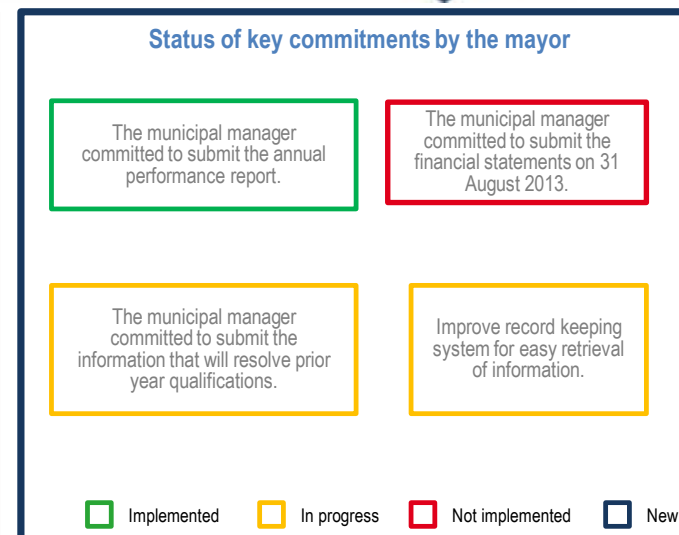 Status of key commitments by the mayor
The municipal manager
committed to submit the annual
performance report.
The municipal manager
committed to submit the
financial statements on 31
August 2013.
The municipal manager
committed to submit the
information that will resolve prior
year qualifications.
Improve record keeping
system for easy retrieval
of information.
Implemented In progress Not implemented New